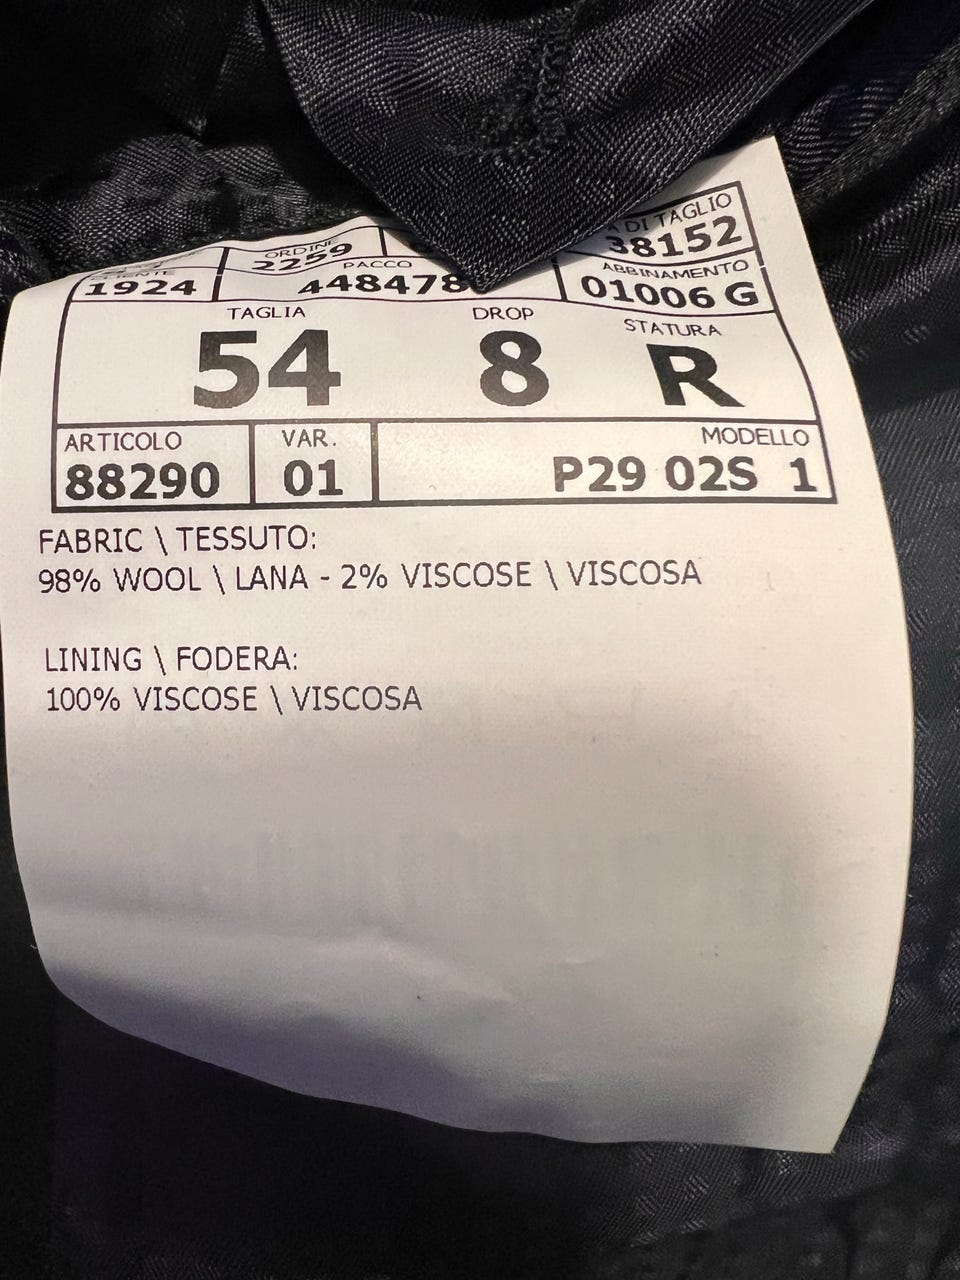 ORDINE
2259
DI TAGLIO
38152
1924
PACCO
448478
ABBINAMENTO
01006 G
TAGLIA DROP STATURA
54 8 R
ARTICOLO VAR. MODELLO
88290 01 P29 02S 1
FABRIC \ TESSUTO:
98% WOOL \ LANA - 2% VISCOSE \ VISCOSA
LINING \ FODERA:
100% VISCOSE \ VISCOSA